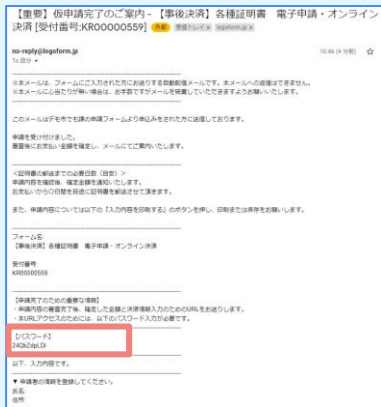 【重要】仮申請完了のご案内 - 【事後決済】各種証明書　電子申請・オンライン
決済 [受付番号:KR00000559] 外部 受信トレイ× logoform.jp×
no-reply@logoform.jp
To 自分
10:46 (4 分前)
※本メールは、フォームにご入力された方にお送りする自動配信メールです。本メールへの返信はできません。
※本メールに心当たりが無い場合は、お手数ですがメールを破棄していただきますようお願いいたします。
このメールはデモ市でも課の申請フォームより申込みをされた方に送信しております。
申請を受け付けました。
審査後にお支払い金額を確定し、メールにてご案内いたします。
<証明書の郵送までの必要日数（目安）>
申請内容を確認後、確定金額を通知いたします。
お支払いから〇日間を目途に証明書を郵送させて頂きます。
また、申請内容については以下の「入力内容を印刷する」のボタンを押し、印刷または保存をお願いします。
フォーム名
【事後決済】各種証明書　電子申請・オンライン決済
受付番号
KR00000559
【申請完了のための重要な情報】
・申請内容の審査完了後、確定した金額と決済情報入力のためのURLをお送りします。
・本URLアクセスのためには、以下のパスワード入力が必要です。
【パスワード】
24QkZdpLDi
以下、入力内容です。
▼ 申請者の情報を登録してください。
氏名:
住所: